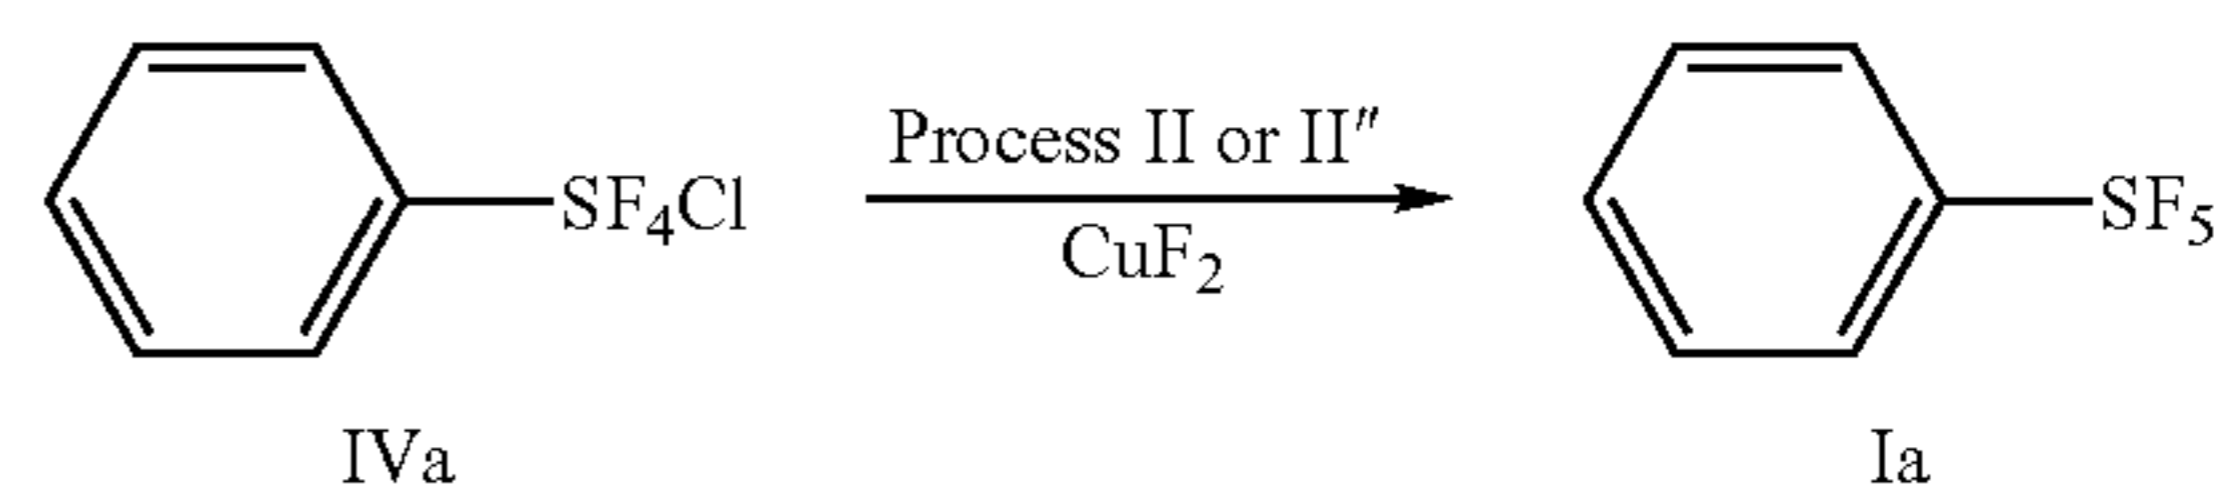 Process II or II″
SF₄Cl
SF₅
CuF₂
IVa
Ia